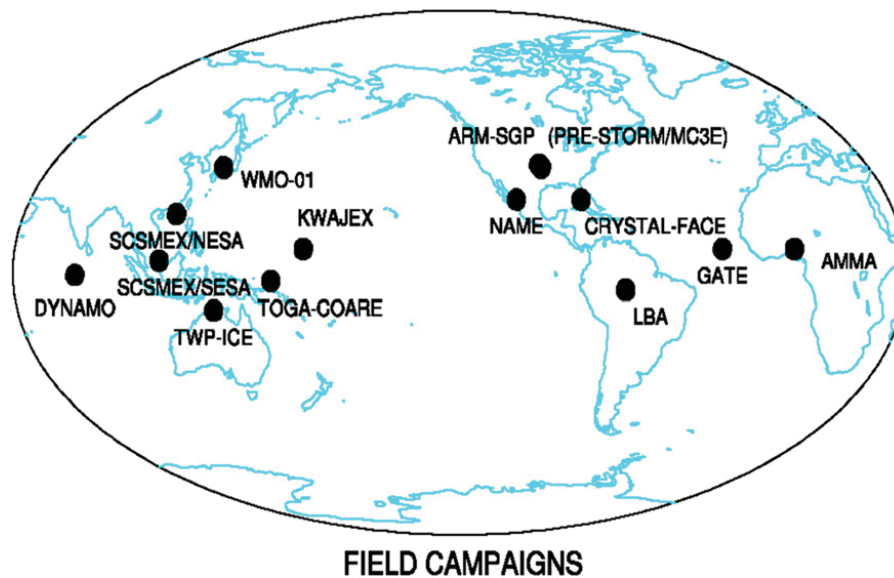 ARM-SGP (PRE-STORM/MC3E)
WMO-01
KWAJEX
NAME
CRYSTAL-FACE
SCSMEX/NESA
GATE
AMMA
SCSMEX/SESA
DYNAMO
TOGA-COARE
LBA
TWP-ICE
FIELD CAMPAIGNS